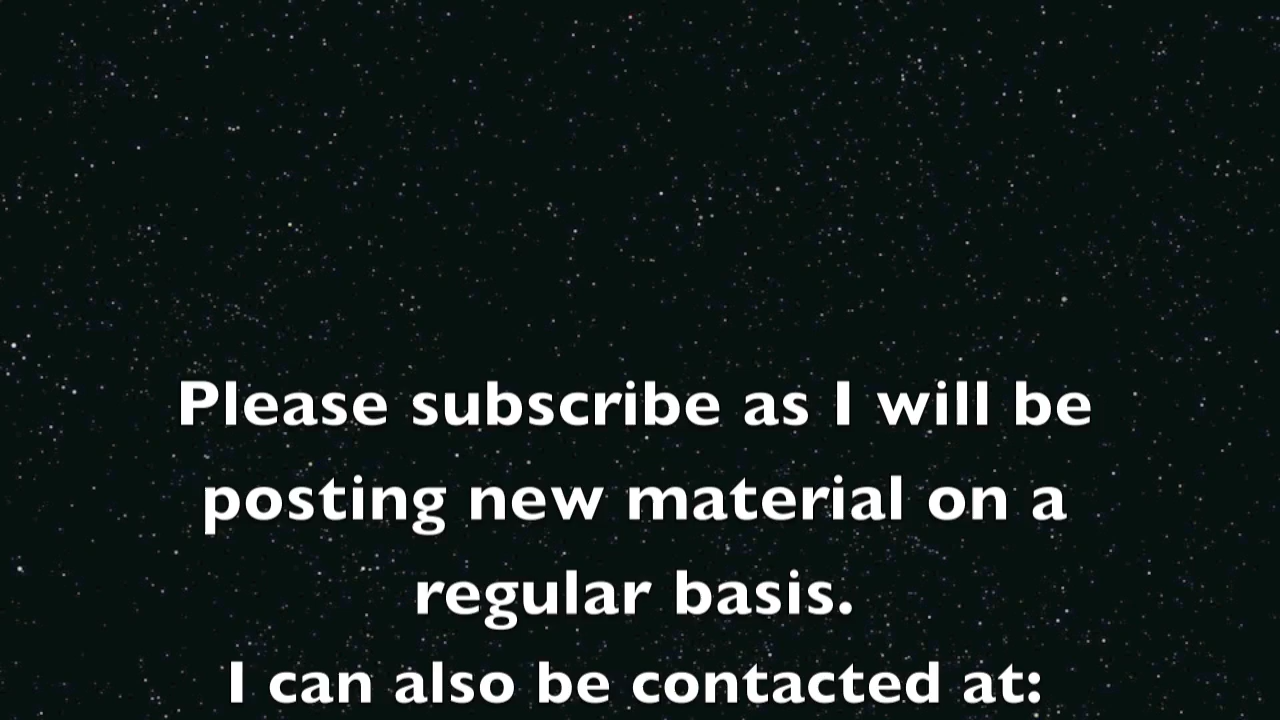 Please subscribe as I will be
posting new material on a
regular basis.
I can also be contacted at: